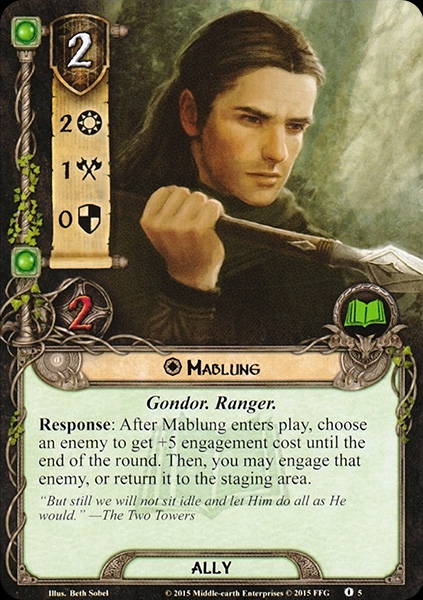 2
2
1
0
2
Mablung
Gondor. Ranger.
Response: After Mablung enters play, choose
an enemy to get +5 engagement cost until the
end of the round. Then, you may engage that
enemy, or return it to the staging area.
“But still we will not sit idle and let Him do all as He
would.” —The Two Towers
ALLY
Illus. Beth Sobel
© 2015 Middle-earth Enterprises © 2015 FFG
5